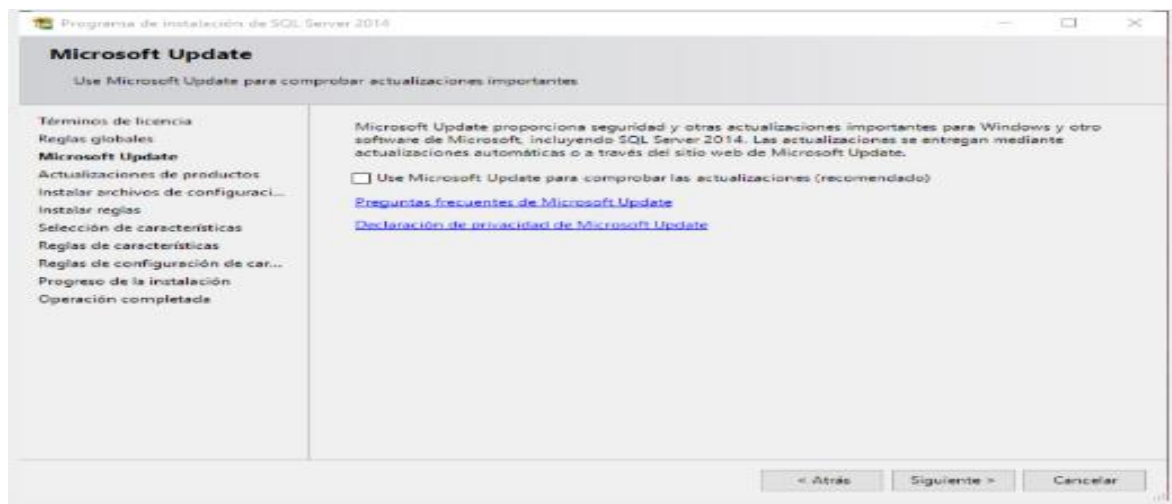 Programa de instalación de SQL Server 2014
Microsoft Update
Use Microsoft Update para comprobar actualizaciones importantes
Términos de licencia
Reglas globales
Microsoft Update
Actualizaciones de productos
Instalar archivos de configuraci...
Instalar reglas
Selección de características
Reglas de características
Reglas de configuración de car...
Progreso de la instalación
Operación completada
Microsoft Update proporciona seguridad y otras actualizaciones importantes para Windows y otro
software de Microsoft, incluyendo SQL Server 2014. Las actualizaciones se entregan mediante
actualizaciones automáticas o a través del sitio web de Microsoft Update.
Use Microsoft Update para comprobar las actualizaciones (recomendado)
Preguntas frecuentes de Microsoft Update
Declaración de privacidad de Microsoft Update
< Atrás
Siguiente >
Cancelar